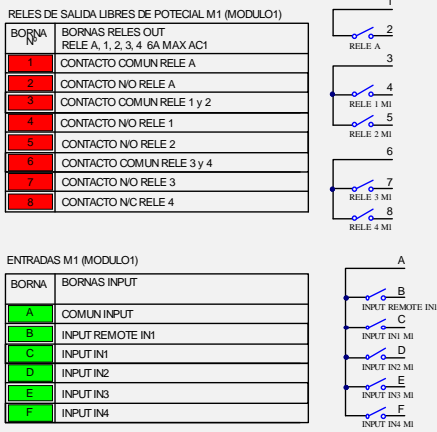 RELES DE SALIDA LIBRES DE POTECIAL M1 (MODULO1)
BORNA Nº
BORNAS RELES OUT
RELE A, 1, 2, 3, 4 6A MAX AC1
1 CONTACTO COMUN RELE A
2 CONTACTO N/O RELE A
3 CONTACTO COMUN RELE 1 y 2
4 CONTACTO N/O RELE 1
5 CONTACTO N/O RELE 2
6 CONTACTO COMUN RELE 3 y 4
7 CONTACTO N/O RELE 3
8 CONTACTO N/C RELE 4
1
2
RELE A
3
4
RELE 1 M1
5
RELE 2 M1
6
7
RELE 3 M1
8
RELE 4 M1
ENTRADAS M1 (MODULO1)
BORNA BORNAS INPUT
A COMUN INPUT
B INPUT REMOTE IN1
C INPUT IN1
D INPUT IN2
E INPUT IN3
F INPUT IN4
A
B
INPUT REMOTE IN1
C
INPUT IN1 M1
D
INPUT IN2 M1
E
INPUT IN3 M1
F
INPUT IN4 M1